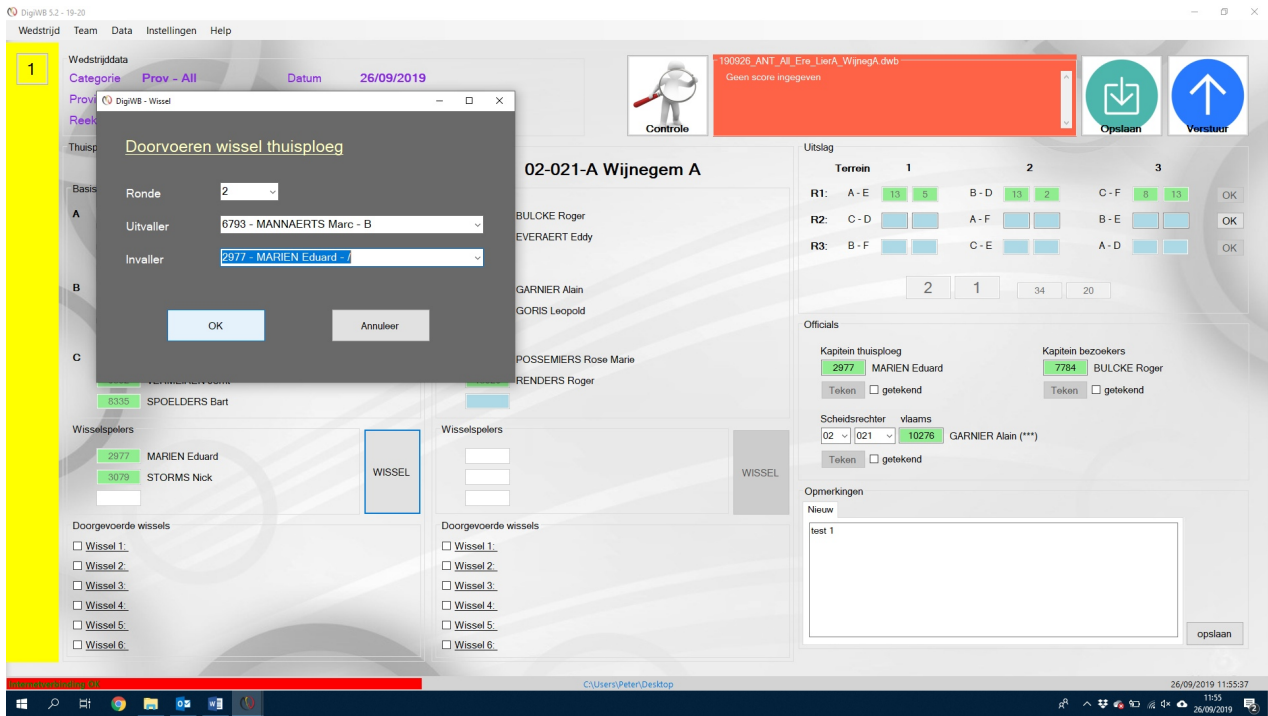 DigiWB 5.2 - 19-20
Wedstrijd Team Data Instellingen Help
1
Wedstrijddata
Categorie Prov - All Datum 26/09/2019
Controle
190926_ANT_All_Ere_LierA_WijnegA.dwb
Geen score ingegeven
Opslaan
Verstuur
DigiWB - Wissel
Doorvoeren wissel thuisploeg
Ronde 2
Uitvaller 6793 - MANNAERTS Marc - B
Invaller 2977 - MARIEN Eduard - /
OK Annuleer
A
B
C
8335 SPOELDERS Bart
02-021-A Wijnegem A
BULCKE Roger
EVERAERT Eddy
GARNIER Alain
GORIS Leopold
POSSEMIERS Rose Marie
RENDERS Roger
Wisselspelers
2977 MARIEN Eduard
3079 STORMS Nick
WISSEL
Wisselspelers
WISSEL
Doorgevoerde wissels
Wissel 1:
Wissel 2:
Wissel 3:
Wissel 4:
Wissel 5:
Wissel 6:
Doorgevoerde wissels
Wissel 1:
Wissel 2:
Wissel 3:
Wissel 4:
Wissel 5:
Wissel 6:
Uitslag
Terrein 1 2 3
R1: A - E 13 5 B - D 13 2 C - F 8 13 OK
R2: C - D A - F B - E OK
R3: B - F C - E A - D OK
2 1 34 20
Officials
Kapitein thuisploeg Kapitein bezoekers
2977 MARIEN Eduard 7784 BULCKE Roger
Teken getekend Teken getekend
Scheidsrechter vlaams
02 021 10276 GARNIER Alain (***)
Teken getekend
Opmerkingen
Nieuw
test 1
opslaan
Internetverbinding OK
C:\Users\Peter\Desktop
26/09/2019 11:55:37
11:55
26/09/2019